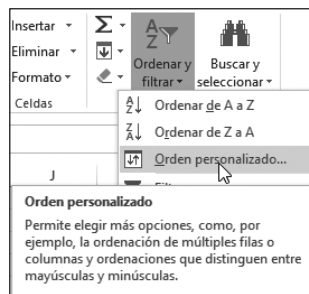 Insertar
Eliminar
Formato
Celdas
Ordenar y
filtrar
Buscar y
seleccionar
Ordenar de A a Z
Ordenar de Z a A
Orden personalizado...
J
Orden personalizado
Permite elegir más opciones, como, por
ejemplo, la ordenación de múltiples filas o
columnas y ordenaciones que distinguen entre
mayúsculas y minúsculas.